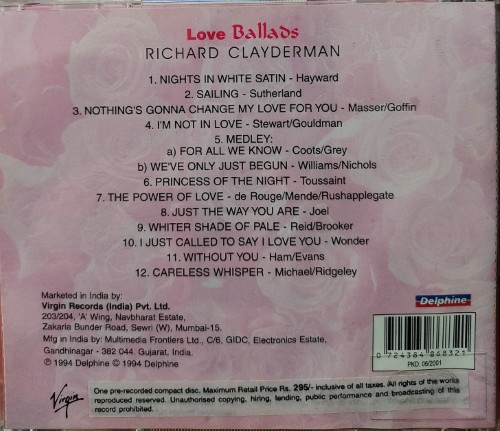 Love Ballads
RICHARD CLAYDERMAN
1. NIGHTS IN WHITE SATIN - Hayward
2. SAILING - Sutherland
3. NOTHING'S GONNA CHANGE MY LOVE FOR YOU - Masser/Goffin
4. I'M NOT IN LOVE - Stewart/Gouldman
5. MEDLEY:
a) FOR ALL WE KNOW - Coots/Grey
b) WE'VE ONLY JUST BEGUN - Williams/Nichols
6. PRINCESS OF THE NIGHT - Toussaint
7. THE POWER OF LOVE - de Rouge/Mende/Rushapplegate
8. JUST THE WAY YOU ARE - Joel
9. WHITER SHADE OF PALE - Reid/Brooker
10. I JUST CALLED TO SAY I LOVE YOU - Wonder
11. WITHOUT YOU - Ham/Evans
12. CARELESS WHISPER - Michael/Ridgeley
Marketed in India by:
Virgin Records (India) Pvt. Ltd.
203/204, 'A' Wing, Navbharat Estate,
Zakaria Bunder Road, Sewri (W), Mumbai-15.
Mfg in India by: Multimedia Frontiers Ltd., C/6, GIDC, Electronics Estate,
Gandhinagar - 382 044. Gujarat. India.
℗ 1994 Delphine © 1994 Delphine
Delphine
0 724384 868321
PKD. 06/2001
Virgin
One pre-recorded compact disc. Maximum Retail Price Rs. 295/- inclusive of all taxes. All rights of the works
reproduced reserved. Unauthorised copying, hiring, lending, public performance and broadcasting of this
record prohibited.